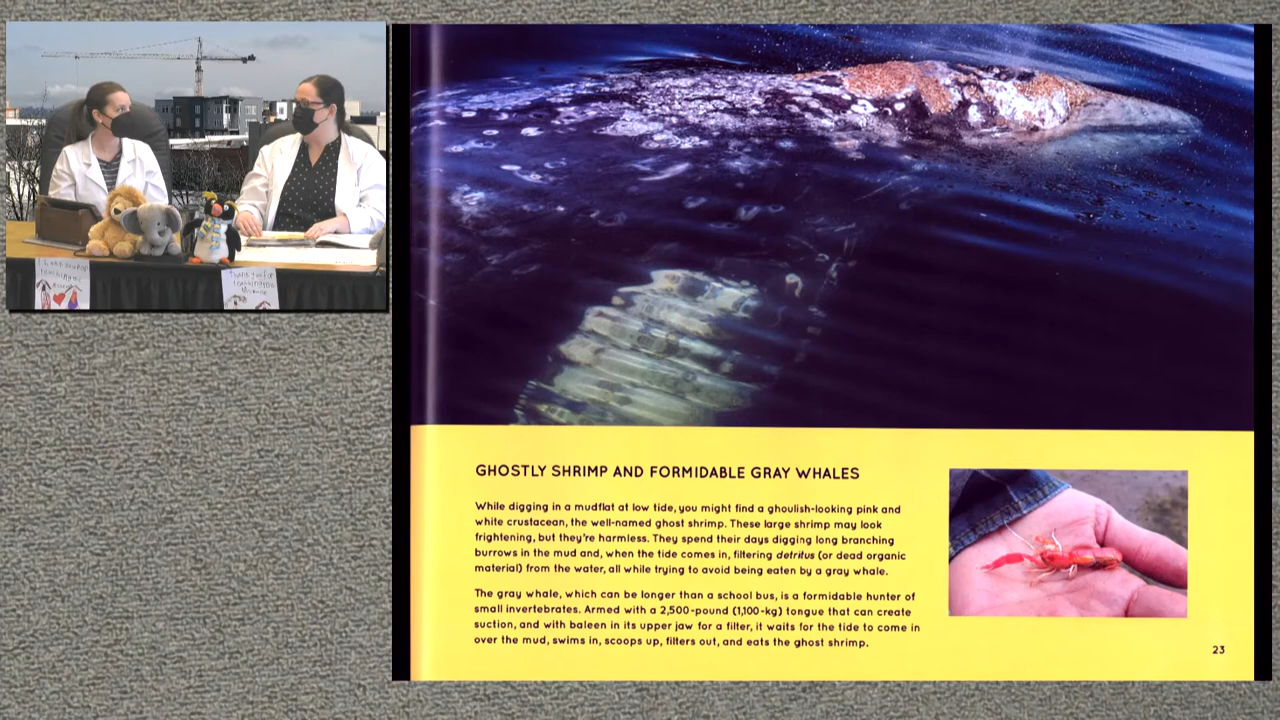 GHOSTLY SHRIMP AND FORMIDABLE GRAY WHALES
While digging in a mudflat at low tide, you might find a ghoulish-looking pink and
white crustacean, the well-named ghost shrimp. These large shrimp may look
frightening, but they're harmless. They spend their days digging long branching
burrows in the mud and, when the tide comes in, filtering detritus (or dead organic
material) from the water, all while trying to avoid being eaten by a gray whale.
The gray whale, which can be longer than a school bus, is a formidable hunter of
small invertebrates. Armed with a 2,500-pound (1,100-kg) tongue that can create
suction, and with baleen in its upper jaw for a filter, it waits for the tide to come in
over the mud, swims in, scoops up, filters out, and eats the ghost shrimp.
23